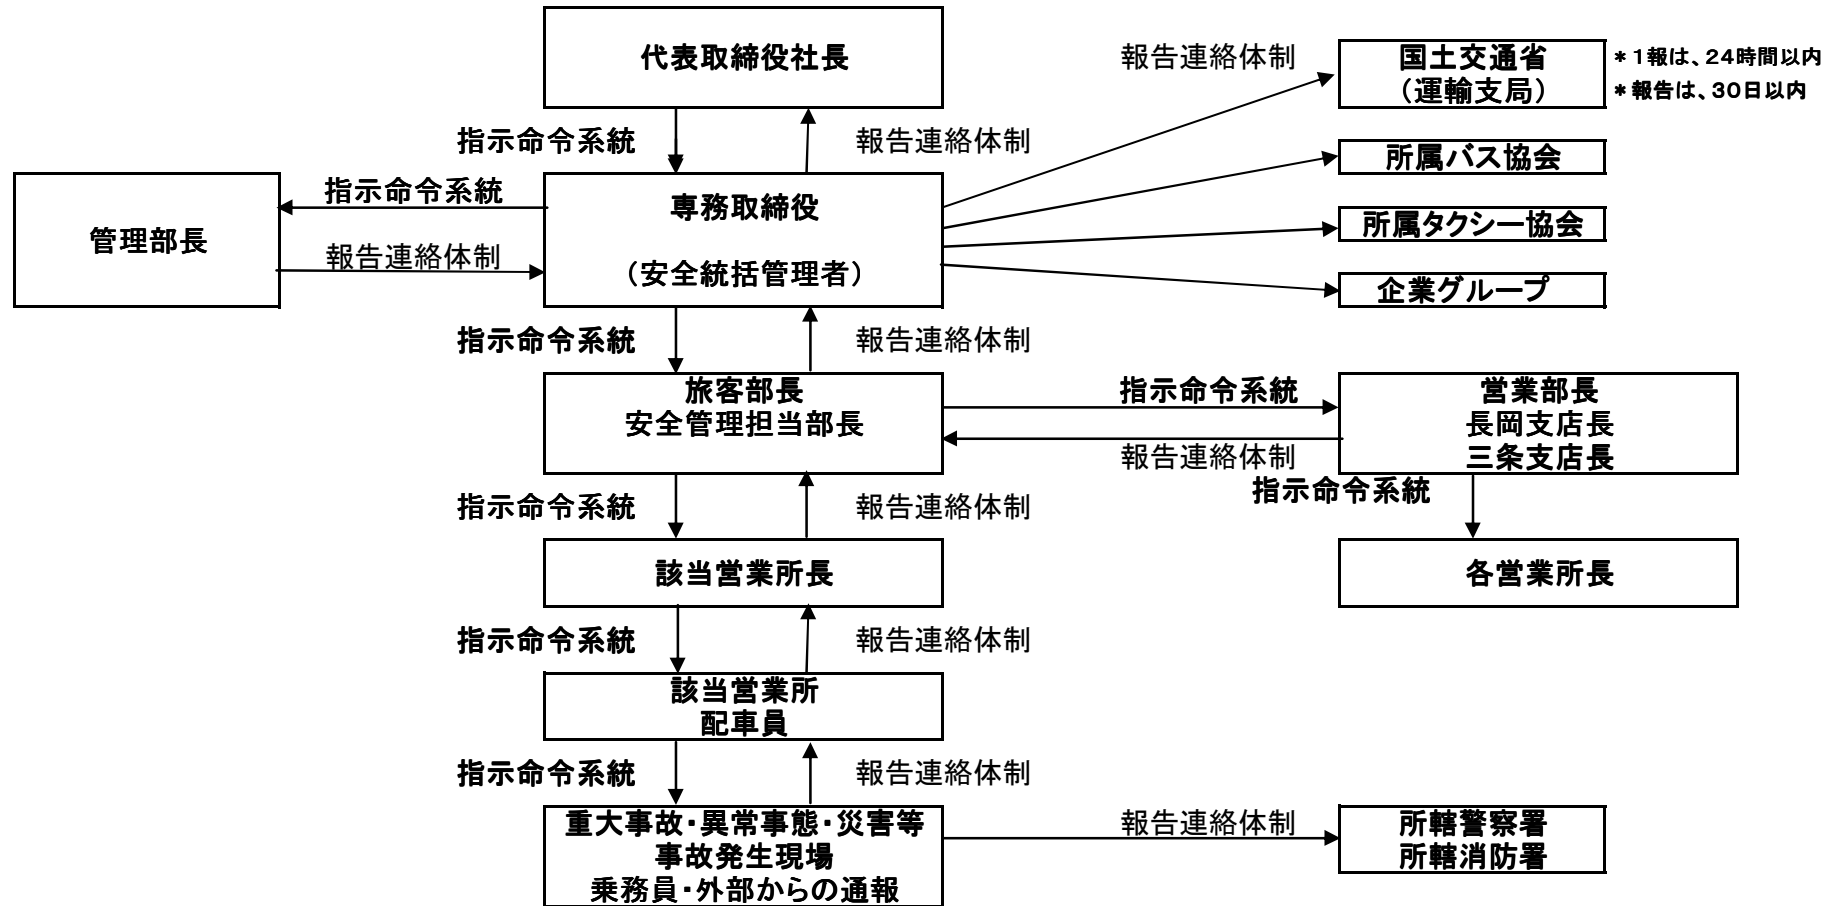 代表取締役社長
報告連絡体制
国土交通省
（運輸支局）
＊１報は、２４時間以内
＊報告は、３０日以内
指示命令系統
報告連絡体制
所属バス協会
管理部長
指示命令系統
報告連絡体制
専務取締役
（安全統括管理者）
所属タクシー協会
企業グループ
指示命令系統
報告連絡体制
旅客部長
安全管理担当部長
指示命令系統
報告連絡体制
営業部長
長岡支店長
三条支店長
指示命令系統
指示命令系統
報告連絡体制
該当営業所長
各営業所長
指示命令系統
報告連絡体制
該当営業所
配車員
指示命令系統
報告連絡体制
重大事故・異常事態・災害等
事故発生現場
乗務員・外部からの通報
報告連絡体制
所轄警察署
所轄消防署